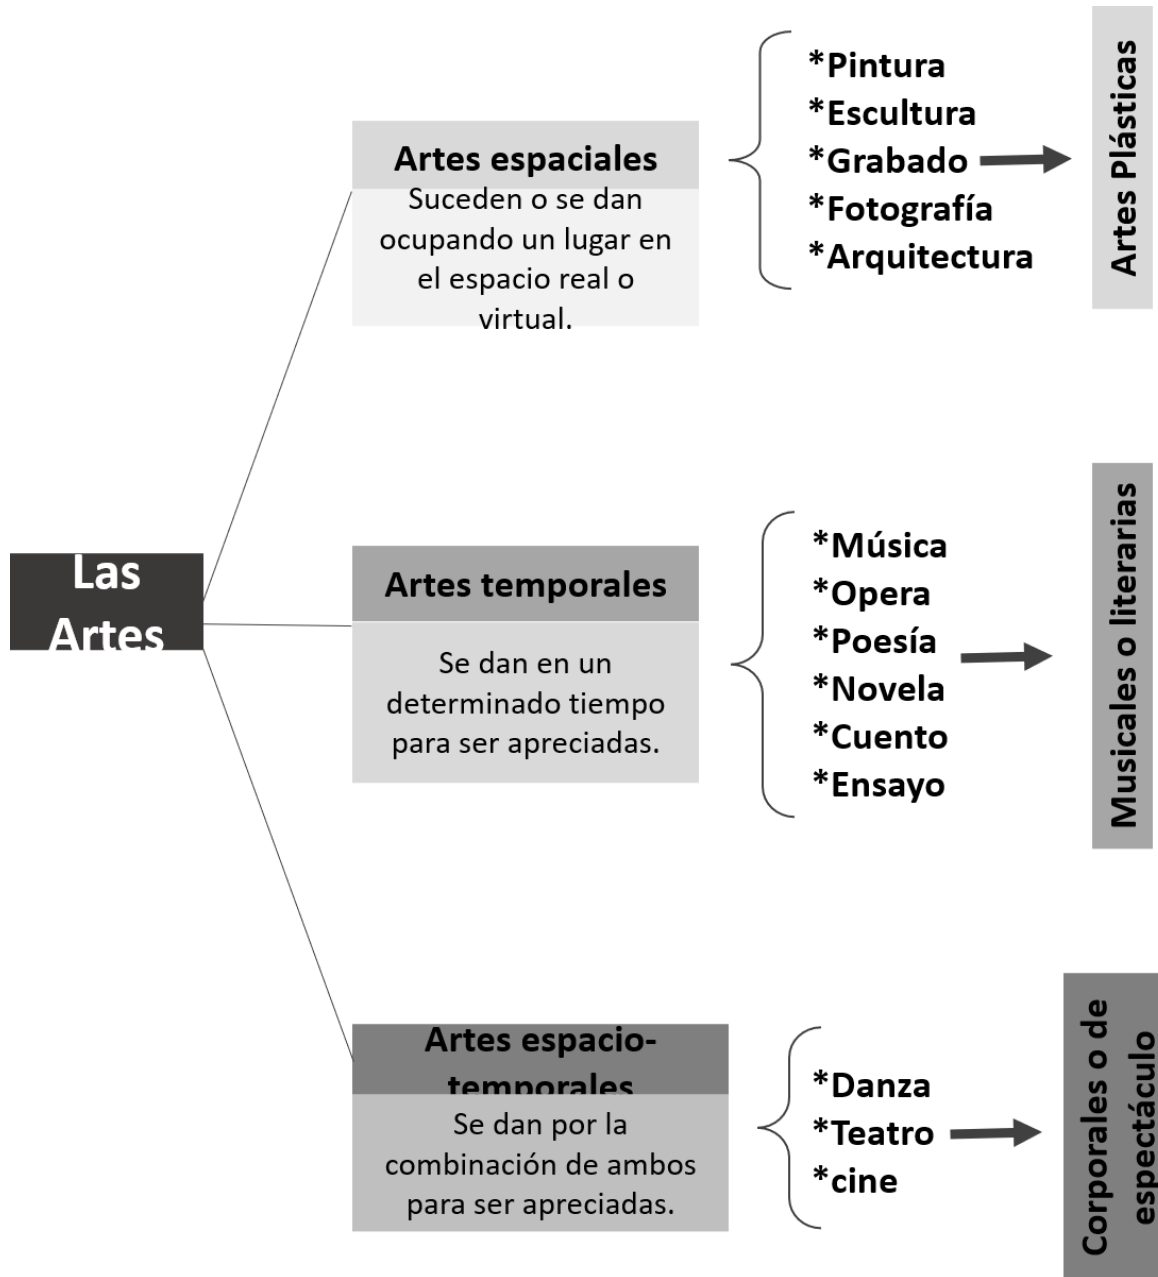 Las
Artes
Artes espaciales
Suceden o se dan
ocupando un lugar en
el espacio real o
virtual.
*Pintura
*Escultura
*Grabado
*Fotografía
*Arquitectura
Artes Plásticas
Artes temporales
Se dan en un
determinado tiempo
para ser apreciadas.
*Música
*Opera
*Poesía
*Novela
*Cuento
*Ensayo
Musicales o literarias
Artes espacio-
temporales
Se dan por la
combinación de ambos
para ser apreciadas.
*Danza
*Teatro
*cine
Corporales o de
espectáculo